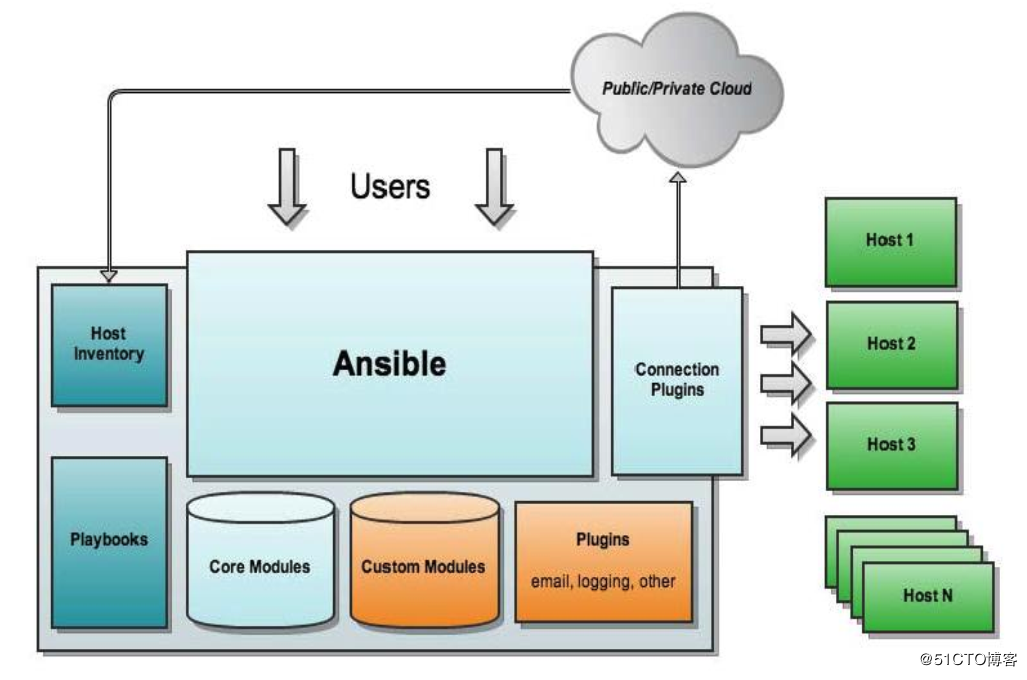 Public/Private Cloud
Users
Host 1
Host
Inventory
Ansible
Connection
Plugins
Host 2
Host 3
Playbooks
Core Modules
Custom Modules
Plugins
email, logging, other
Host N
@51CTO博客